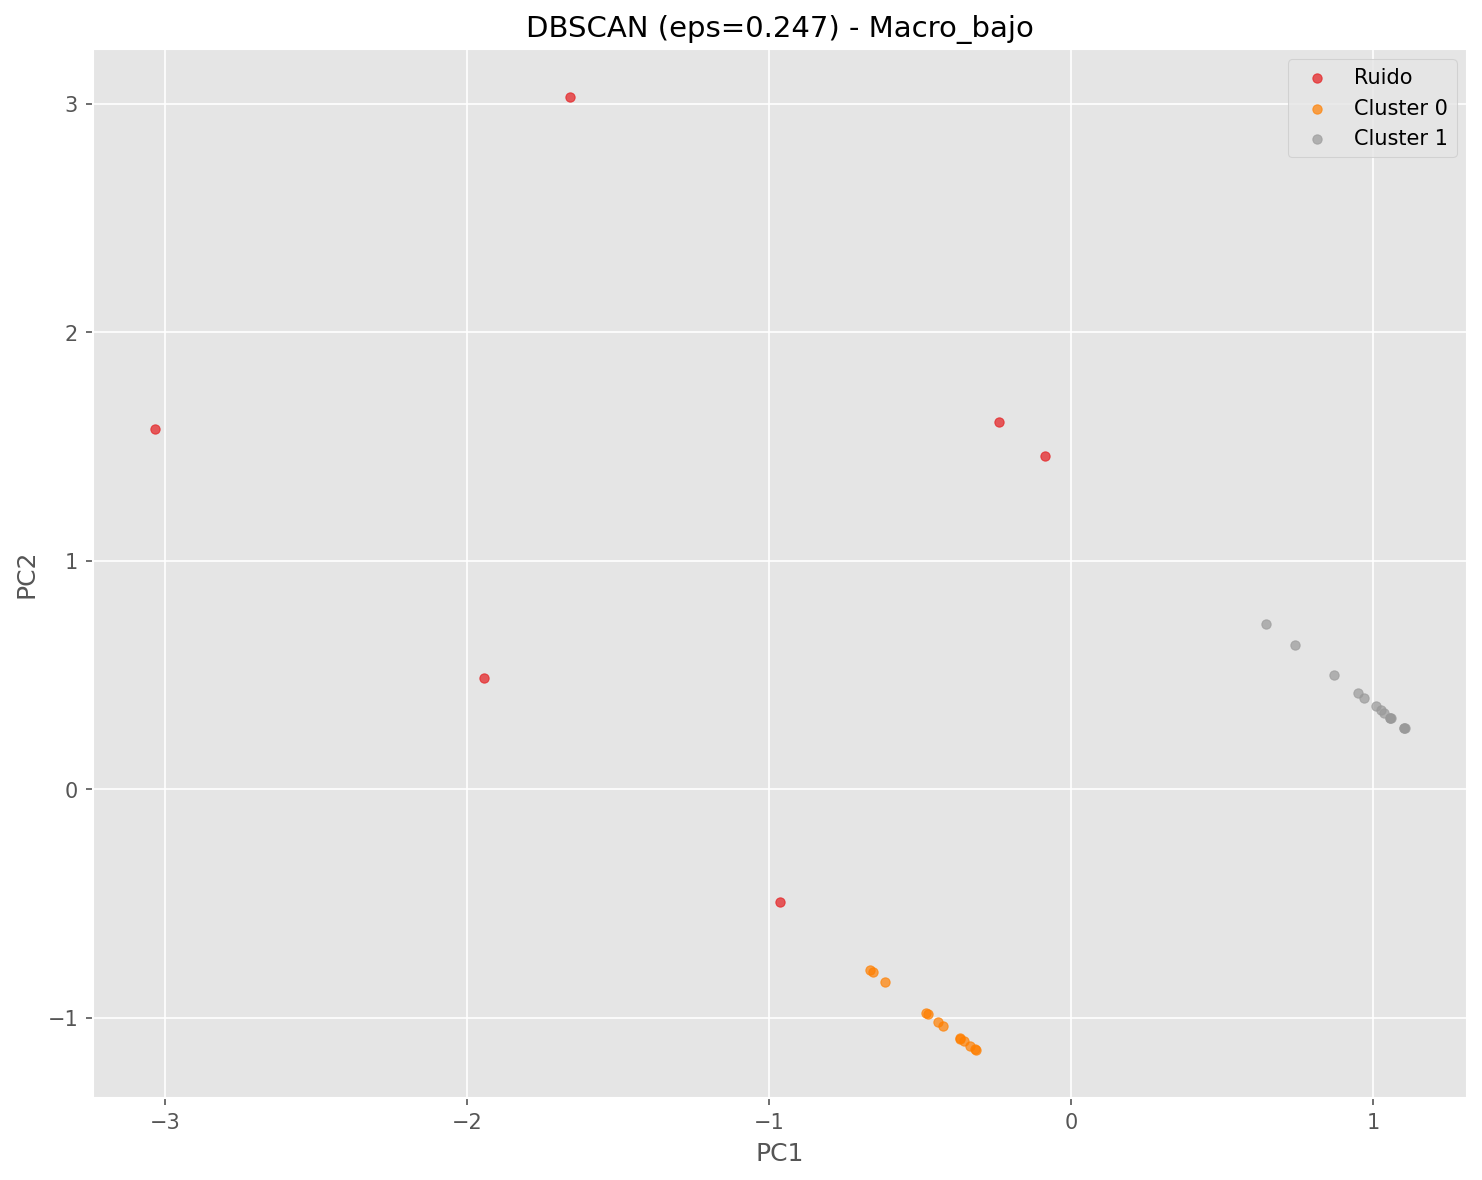 DBSCAN (eps=0.247) - Macro_bajo
Ruido
Cluster 0
Cluster 1
3
2
1
0
−1
PC2
−3
−2
−1
0
1
PC1